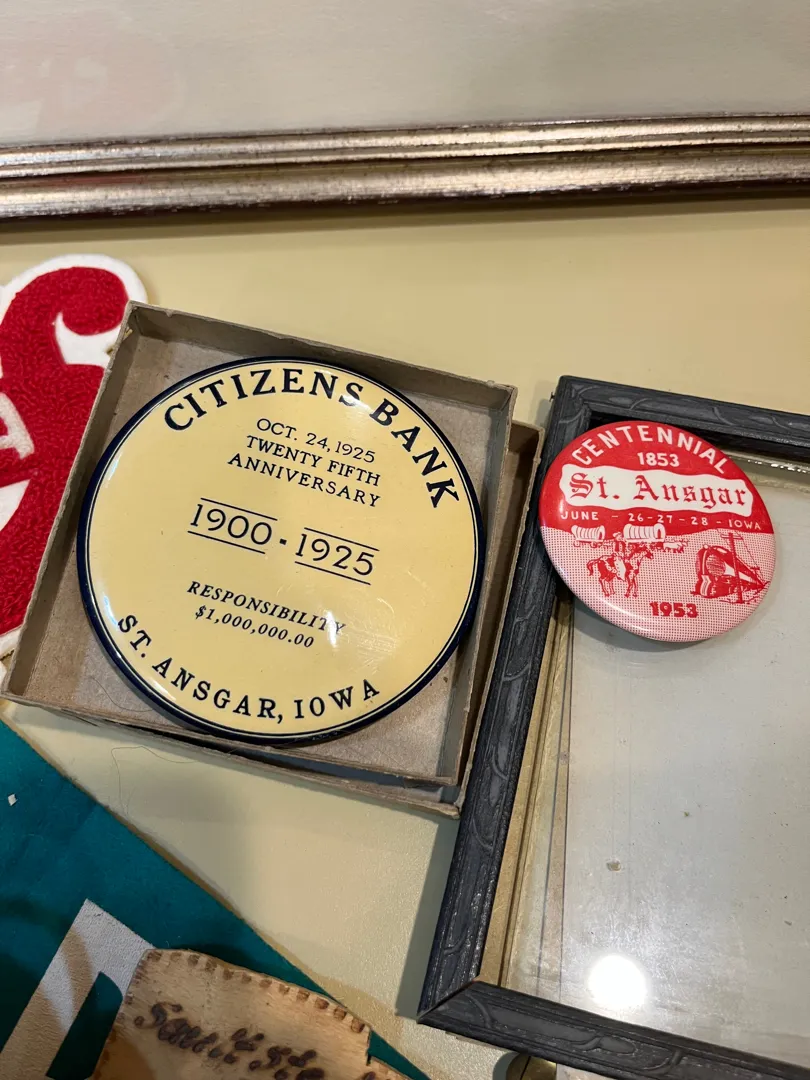 CITIZENS BANK
OCT. 24, 1925
TWENTY FIFTH
ANNIVERSARY
1900 - 1925
RESPONSIBILITY
$1,000,000.00
ST. ANSGAR, IOWA
CENTENNIAL
1853
St. Ansgar
JUNE - 26-27-28 - IOWA
1953